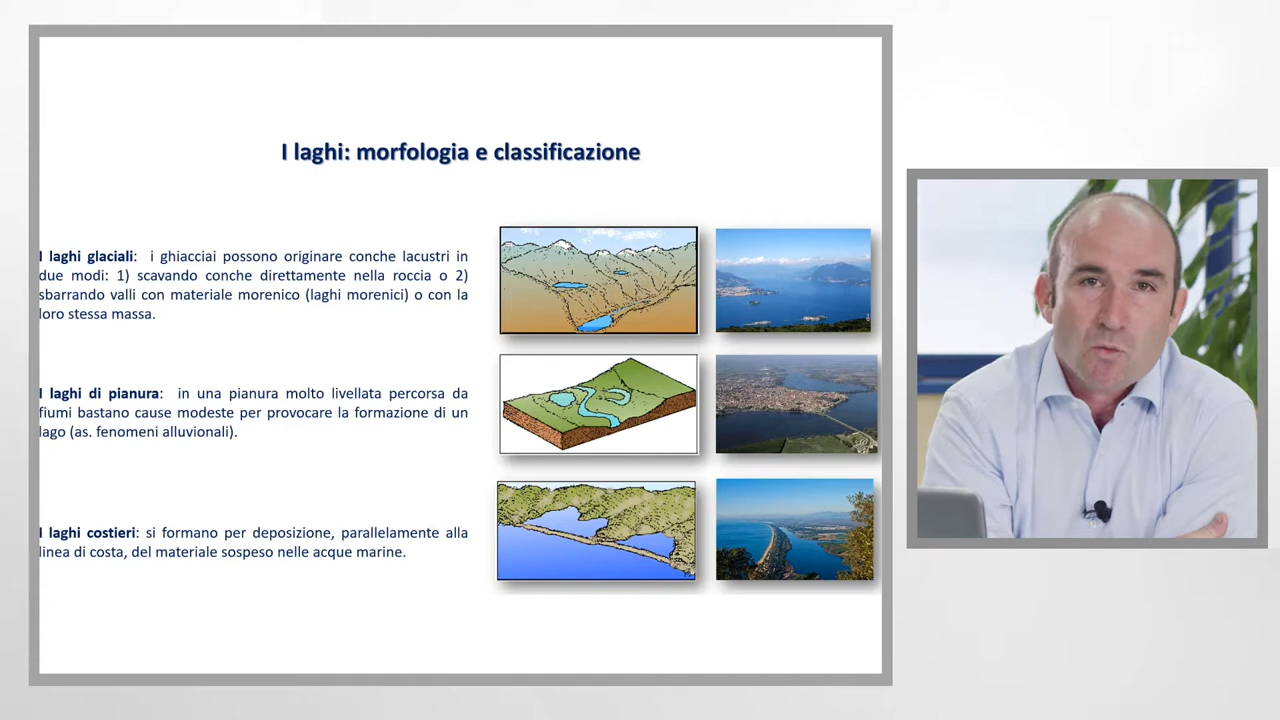 I laghi: morfologia e classificazione
I laghi glaciali: i ghiacciai possono originare conche lacustri in
due modi: 1) scavando conche direttamente nella roccia o 2)
sbarrando valli con materiale morenico (laghi morenici) o con la
loro stessa massa.
I laghi di pianura: in una pianura molto livellata percorsa da
fiumi bastano cause modeste per provocare la formazione di un
lago (as. fenomeni alluvionali).
I laghi costieri: si formano per deposizione, parallelamente alla
linea di costa, del materiale sospeso nelle acque marine.